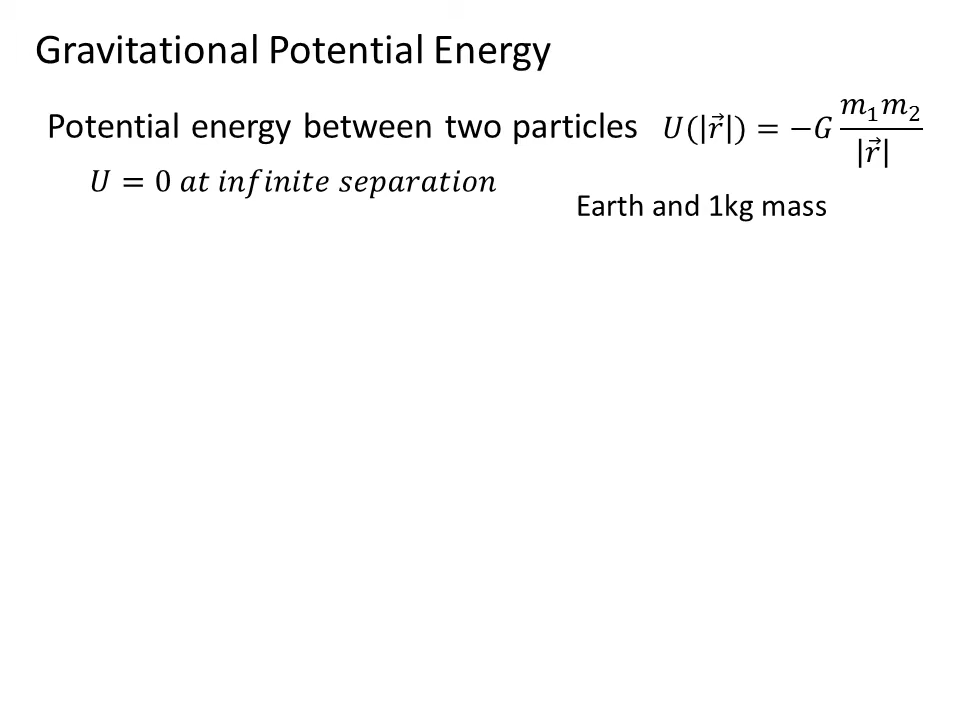 Gravitational Potential Energy
Potential energy between two particles 𝑈(|𝑟⃗|) = −𝐺 𝑚₁𝑚₂/|𝑟⃗|
𝑈 = 0 𝑎𝑡 𝑖𝑛𝑓𝑖𝑛𝑖𝑡𝑒 𝑠𝑒𝑝𝑎𝑟𝑎𝑡𝑖𝑜𝑛
Earth and 1kg mass